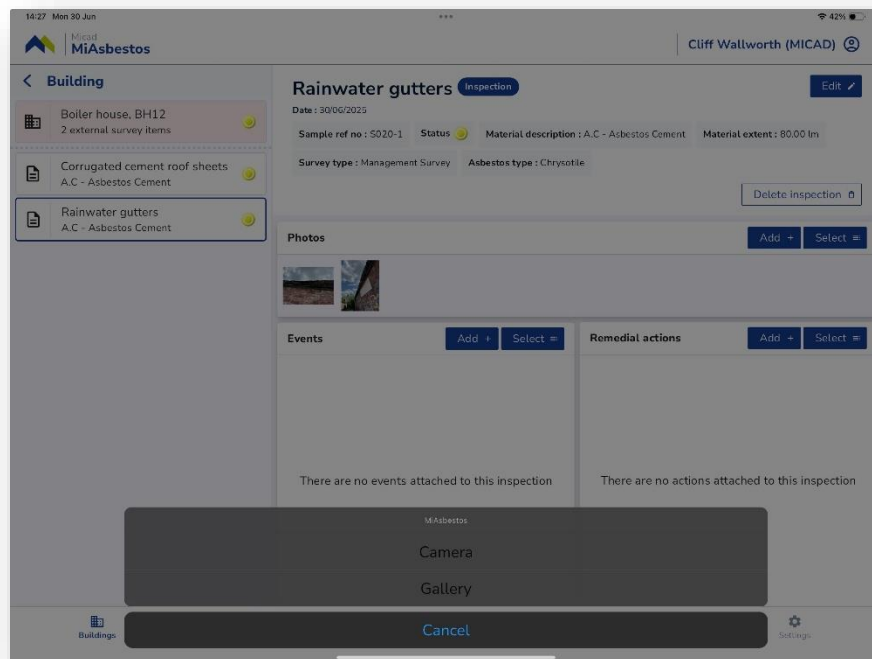 14:27 Mon 30 Jun
42%
Micad
MiAsbestos
Cliff Wallworth (MICAD)
Building
Boiler house, BH12
2 external survey items
Corrugated cement roof sheets
A.C - Asbestos Cement
Rainwater gutters
A.C - Asbestos Cement
Rainwater gutters Inspection
Edit
Date : 30/06/2025
Sample ref no : S020-1 Status Material description : A.C - Asbestos Cement Material extent : 80.00 lm
Survey type : Management Survey Asbestos type : Chrysotile
Delete inspection
Photos Add + Select
Events Add + Select
Remedial actions Add + Select
There are no events attached to this inspection
There are no actions attached to this inspection
MiAsbestos
Camera
Gallery
Cancel
Buildings
Settings